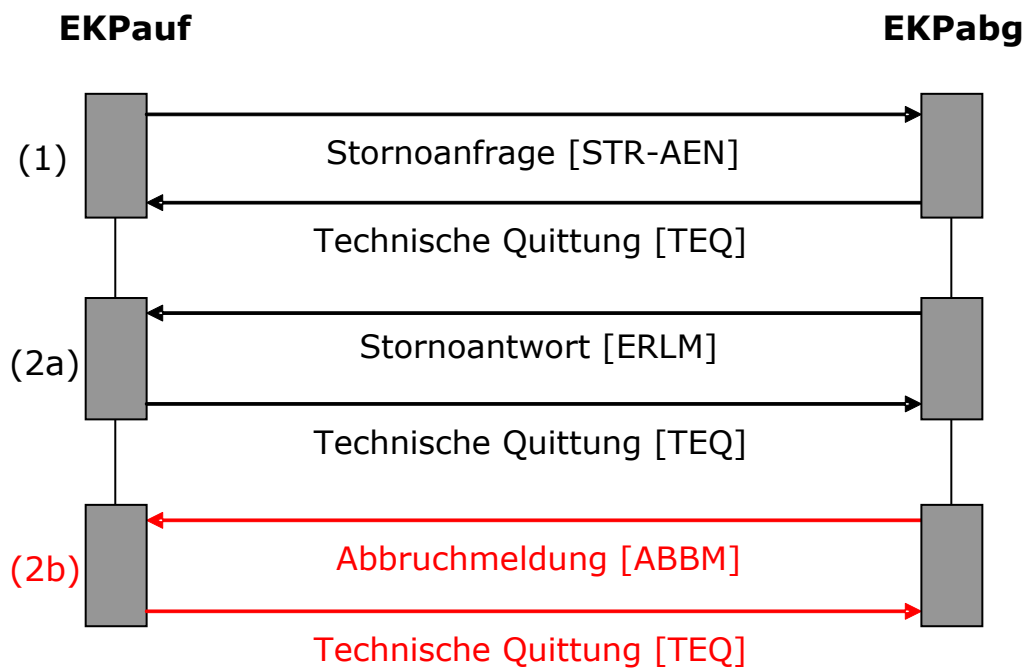 EKPauf EKPabg
(1)
Stornoanfrage [STR-AEN]
Technische Quittung [TEQ]
(2a)
Stornoantwort [ERLM]
Technische Quittung [TEQ]
(2b)
Abbruchmeldung [ABBM]
Technische Quittung [TEQ]